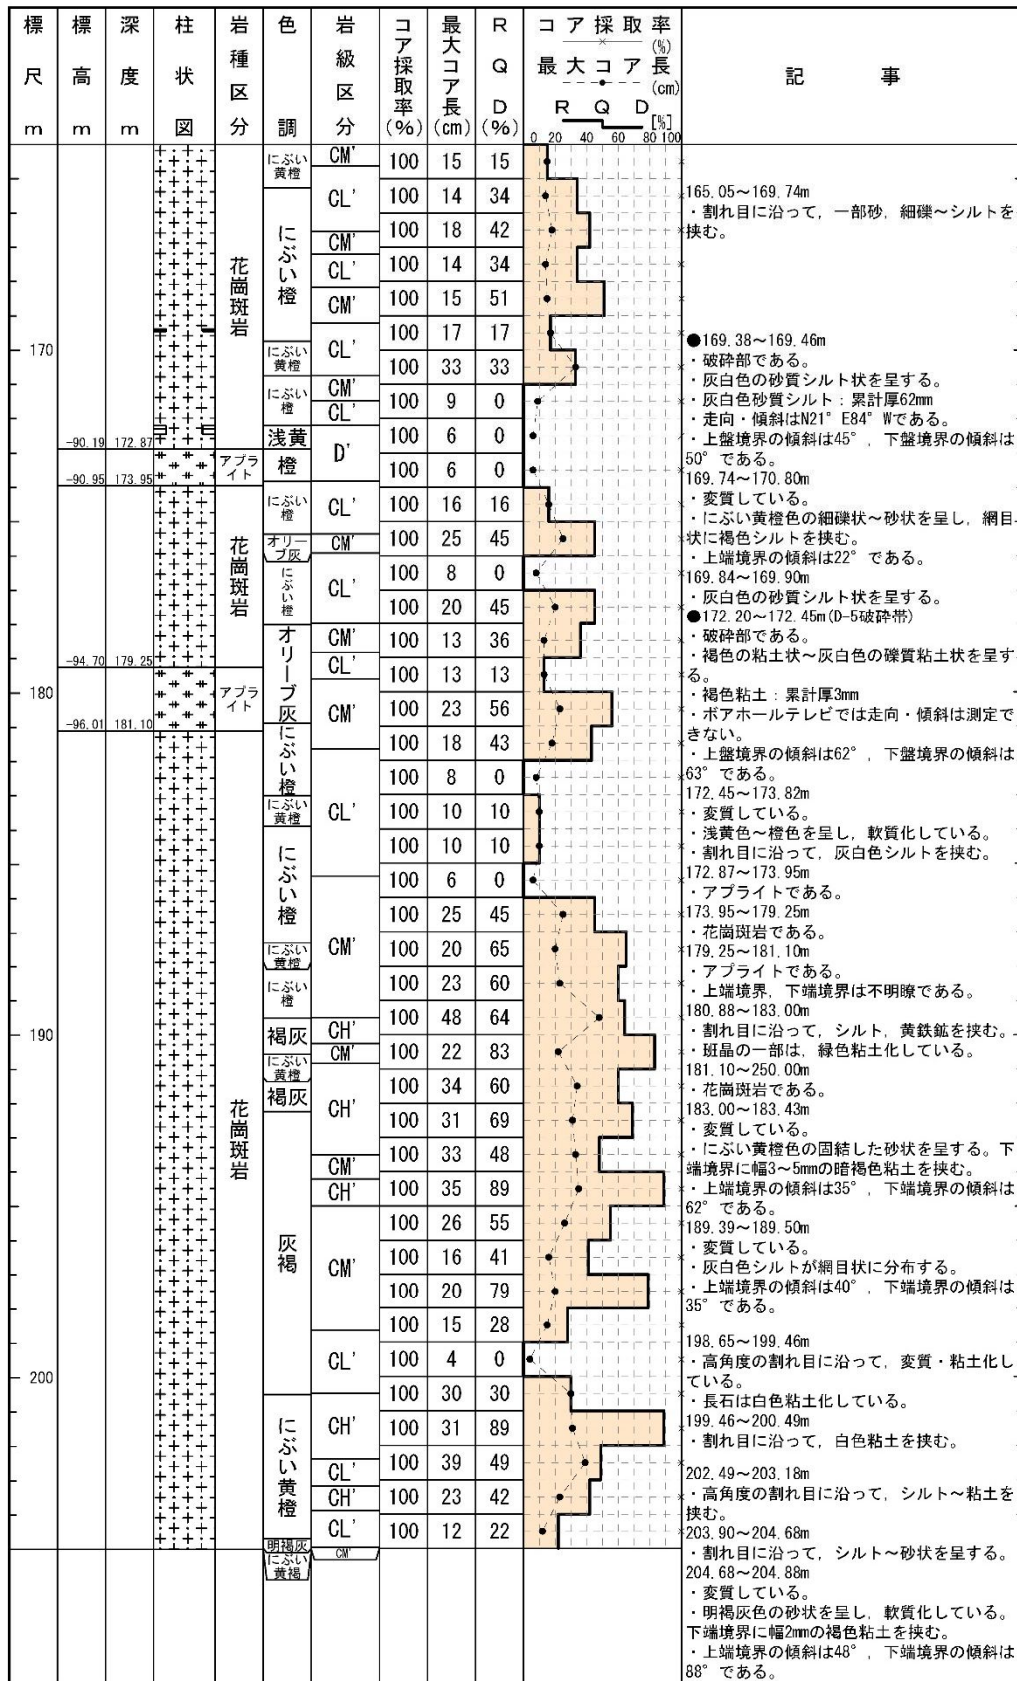 標尺m
標高m
深度m
柱状図
岩種区分
色調
岩級区分
コア採取率(%)
最大コア長(cm)
RQD(%)
コア採取率(%)
最大コア長(cm)
RQD[%]
0 20 40 60 80 100
記事
170
180
190
200
-90.19 172.87
-90.95 173.95
-94.70 179.25
-96.01 181.10
花崗斑岩
アプライト
花崗斑岩
アプライト
花崗斑岩
にぶい黄橙
にぶい橙
にぶい黄橙
にぶい橙
浅黄
橙
にぶい橙
オリーブ灰
にぶい橙
オリーブ灰
にぶい橙
にぶい黄橙
にぶい橙
にぶい黄橙
にぶい橙
褐灰
にぶい黄橙
褐灰
灰褐
にぶい黄橙
明褐灰
にぶい黄褐
CM'
CL'
CM'
CL'
CM'
CL'
CM'
CL'
D'
CL'
CM'
CL'
CM'
CL'
CM'
CL'
CM'
CH'
CM'
CH'
CM'
CH'
CM'
CL'
CH'
CL'
CH'
CL'
CM'
100 15 15
100 14 34
100 18 42
100 14 34
100 15 51
100 17 17
100 33 33
100 9 0
100 6 0
100 6 0
100 16 16
100 25 45
100 8 0
100 20 45
100 13 36
100 13 13
100 23 56
100 18 43
100 8 0
100 10 10
100 10 10
100 6 0
100 25 45
100 20 65
100 23 60
100 48 64
100 22 83
100 34 60
100 31 69
100 33 48
100 35 89
100 26 55
100 16 41
100 20 79
100 15 28
100 4 0
100 30 30
100 31 89
100 39 49
100 23 42
100 12 22
165.05～169.74m
・割れ目に沿って，一部砂，細礫～シルトを
挟む。
●169.38～169.46m
・破砕部である。
・灰白色の砂質シルト状を呈する。
・灰白色砂質シルト：累計厚62mm
・走向・傾斜はN21°E84°Wである。
・上盤境界の傾斜は45°，下盤境界の傾斜は
50°である。
169.74～170.80m
・変質している。
・にぶい黄橙色の細礫状～砂状を呈し，網目
状に褐色シルトを挟む。
・上端境界の傾斜は22°である。
169.84～169.90m
・灰白色の砂質シルト状を呈する。
●172.20～172.45m(D-5破砕帯)
・破砕部である。
・褐色の粘土状～灰白色の礫質粘土状を呈す
る。
・褐色粘土：累計厚3mm
・ボアホールテレビでは走向・傾斜は測定で
きない。
・上盤境界の傾斜は62°，下盤境界の傾斜は
63°である。
172.45～173.82m
・変質している。
・浅黄色～橙色を呈し，軟質化している。
・割れ目に沿って，灰白色シルトを挟む。
172.87～173.95m
・アプライトである。
173.95～179.25m
・花崗斑岩である。
179.25～181.10m
・アプライトである。
・上端境界，下端境界は不明瞭である。
180.88～183.00m
・割れ目に沿って，シルト，黄鉄鉱を挟む。
・斑晶の一部は，緑色粘土化している。
181.10～250.00m
・花崗斑岩である。
183.00～183.43m
・変質している。
・にぶい黄橙色の固結した砂状を呈する。下
端境界に幅3～5mmの暗褐色粘土を挟む。
・上端境界の傾斜は35°，下端境界の傾斜は
62°である。
189.39～189.50m
・変質している。
・灰白色シルトが網目状に分布する。
・上端境界の傾斜は40°，下端境界の傾斜は
35°である。
198.65～199.46m
・高角度の割れ目に沿って，変質・粘土化し
ている。
・長石は白色粘土化している。
199.46～200.49m
・割れ目に沿って，白色粘土を挟む。
202.49～203.18m
・高角度の割れ目に沿って，シルト～粘土を
挟む。
203.90～204.68m
・割れ目に沿って，シルト～砂状を呈する。
204.68～204.88m
・変質している。
・明褐灰色の砂状を呈し，軟質化している。
下端境界に幅2mmの褐色粘土を挟む。
・上端境界の傾斜は48°，下端境界の傾斜は
88°である。